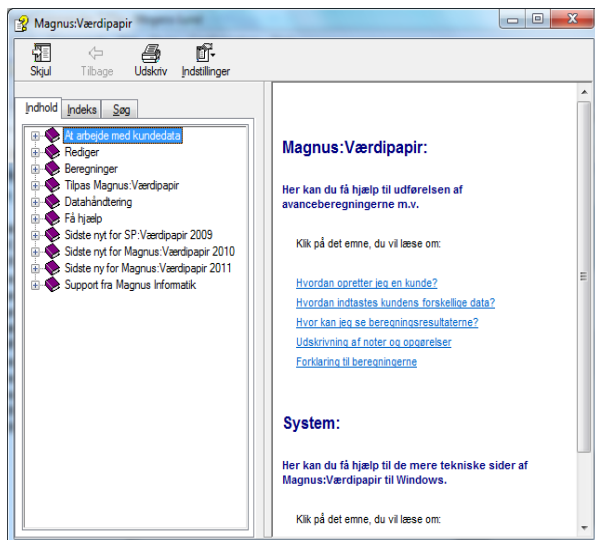 Magnus:Værdipapir
Skjul
Tilbage
Udskriv
Indstillinger
Indhold
Indeks
Søg
At arbejde med kundedata
Rediger
Beregninger
Tilpas Magnus:Værdipapir
Datahåndtering
Få hjælp
Sidste nyt for SP:Værdipapir 2009
Sidste nyt for Magnus:Værdipapir 2010
Sidste ny for Magnus:Værdipapir 2011
Support fra Magnus Informatik
Magnus:Værdipapir:
Her kan du få hjælp til udførelsen af
avanceberegningerne m.v.
Klik på det emne, du vil læse om:
Hvordan opretter jeg en kunde?
Hvordan indtastes kundens forskellige data?
Hvor kan jeg se beregningsresultaterne?
Udskrivning af noter og opgørelser
Forklaring til beregningerne
System:
Her kan du få hjælp til de mere tekniske sider af
Magnus:Værdipapir til Windows.
Klik på det emne, du vil læse om: